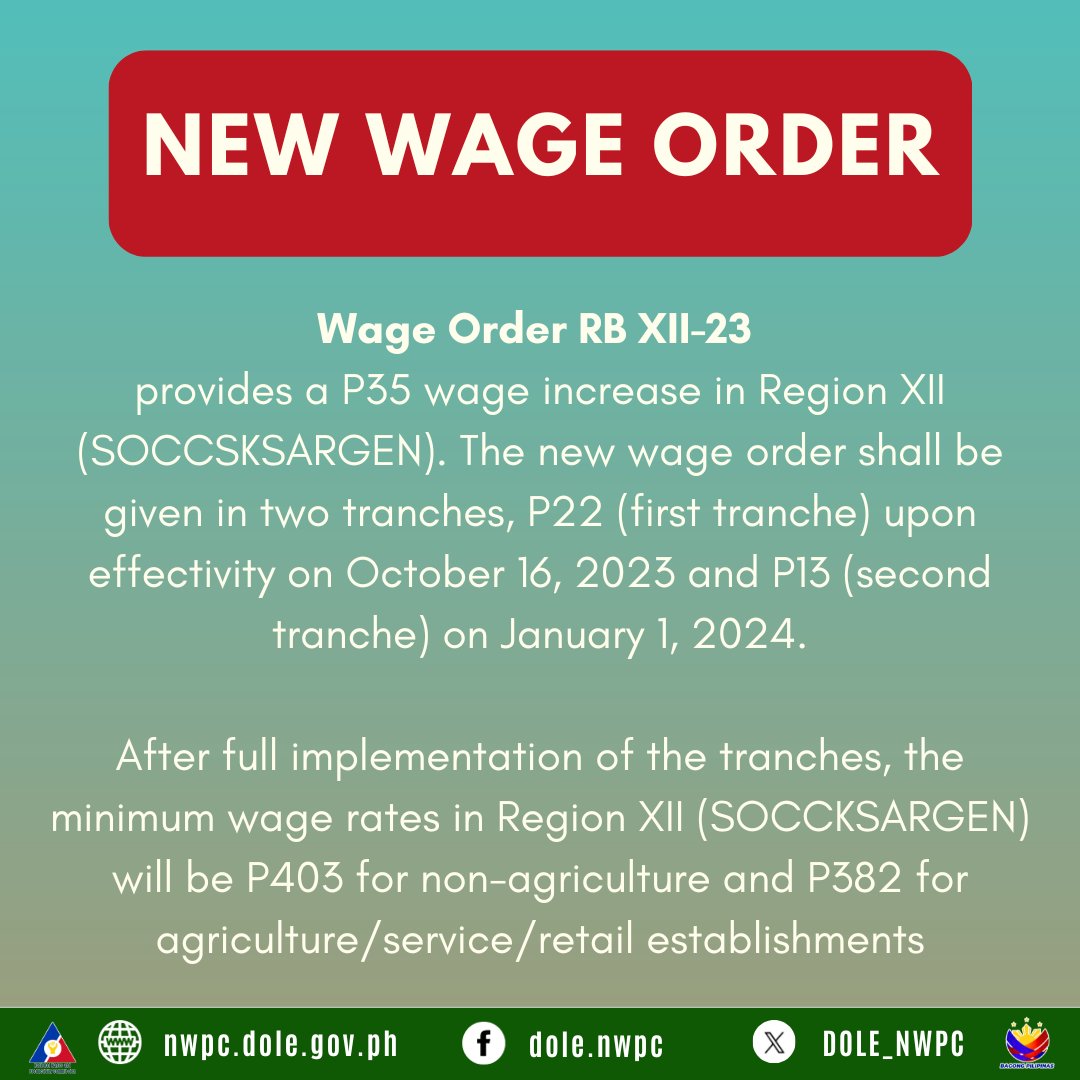 NEW WAGE ORDER
Wage Order RB XII-23
provides a P35 wage increase in Region XII
(SOCCSKSARGEN). The new wage order shall be
given in two tranches, P22 (first tranche) upon
effectivity on October 16, 2023 and P13 (second
tranche) on January 1, 2024.
After full implementation of the tranches, the
minimum wage rates in Region XII (SOCCKSARGEN)
will be P403 for non-agriculture and P382 for
agriculture/service/retail establishments
nwpc.dole.gov.ph
dole.nwpc
DOLE_NWPC
BAGONG PILIPINAS